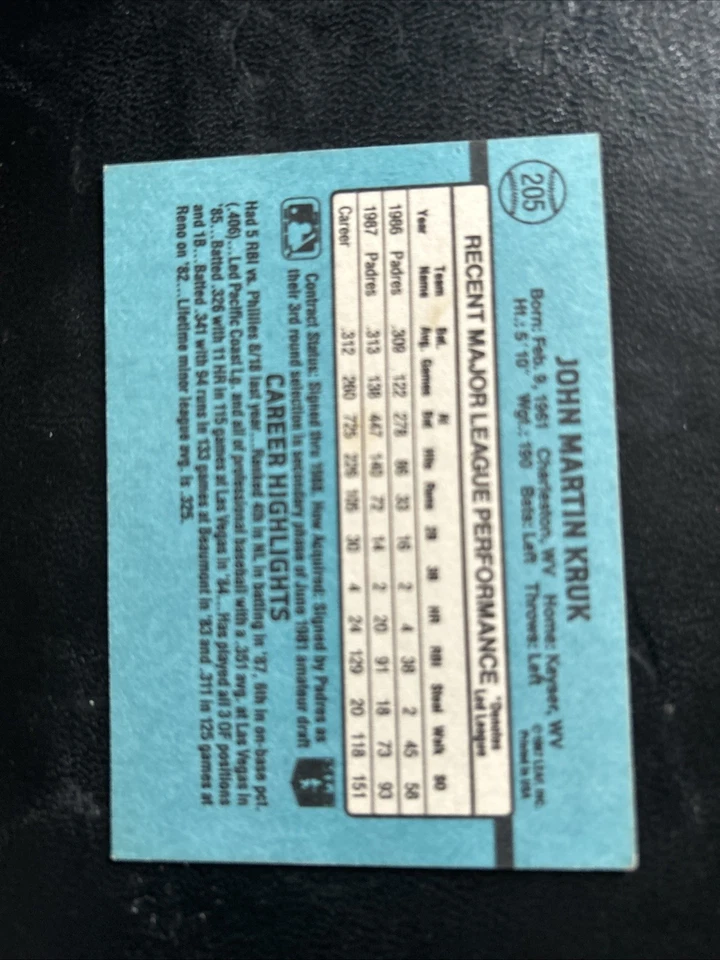 205
JOHN MARTIN KRUK
Born: Feb. 9, 1961 Charleston, WV Home: Keyser, WV
Ht.: 5' 10" Wgt.: 190 Bats: Left Throws: Left
© 1987 LEAF, INC.
Printed in USA
RECENT MAJOR LEAGUE PERFORMANCE
*Denotes
Led League
Year Team Name Bat. Avg. Games At Bat Hits Runs 2B 3B HR RBI Steal Walk SO
1986 Padres .309 122 278 86 33 16 2 4 38 2 45 58
1987 Padres .313 138 447 140 72 14 2 20 91 18 73 93
Career .312 260 725 226 105 30 4 24 129 20 118 151
Contract Status: Signed thru 1988. How Acquired: Signed by Padres as
their 3rd round selection in secondary phase of June 1981 amateur draft
CAREER HIGHLIGHTS
Had 5 RBI vs. Phillies 8/18 last year... Ranked 4th in NL in batting in '87, 6th in on-base pct.
(.406)... Led Pacific Coast Lg. and all of professional baseball with a .351 avg. at Las Vegas in
'85... Batted .326 with 11 HR in 115 games at Las Vegas in '84... Has played all 3 OF positions
and 1B... Batted .341 with 94 runs in 133 games at Beaumont in '83 and .311 in 125 games at
Reno on '82.... Lifetime minor league avg. is .325.